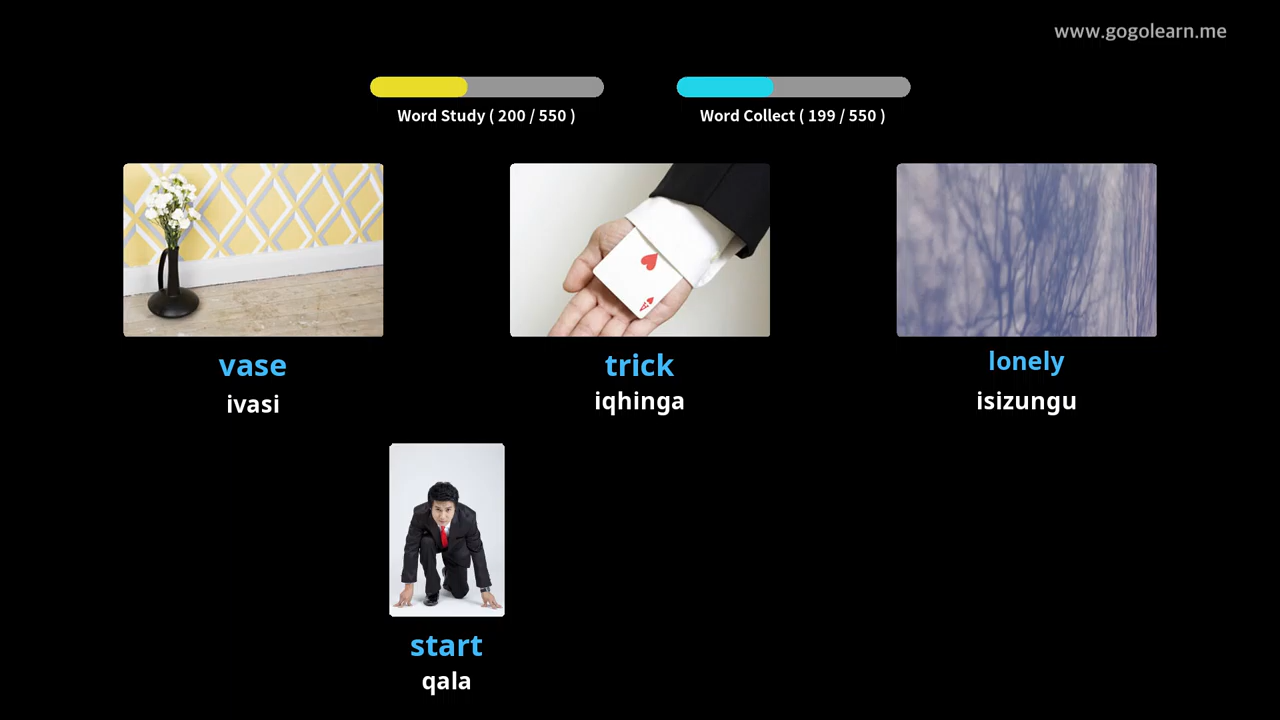 www.gogolearn.me
Word Study ( 200 / 550 )
Word Collect ( 199 / 550 )
vase
ivasi
trick
iqhinga
lonely
isizungu
start
qala